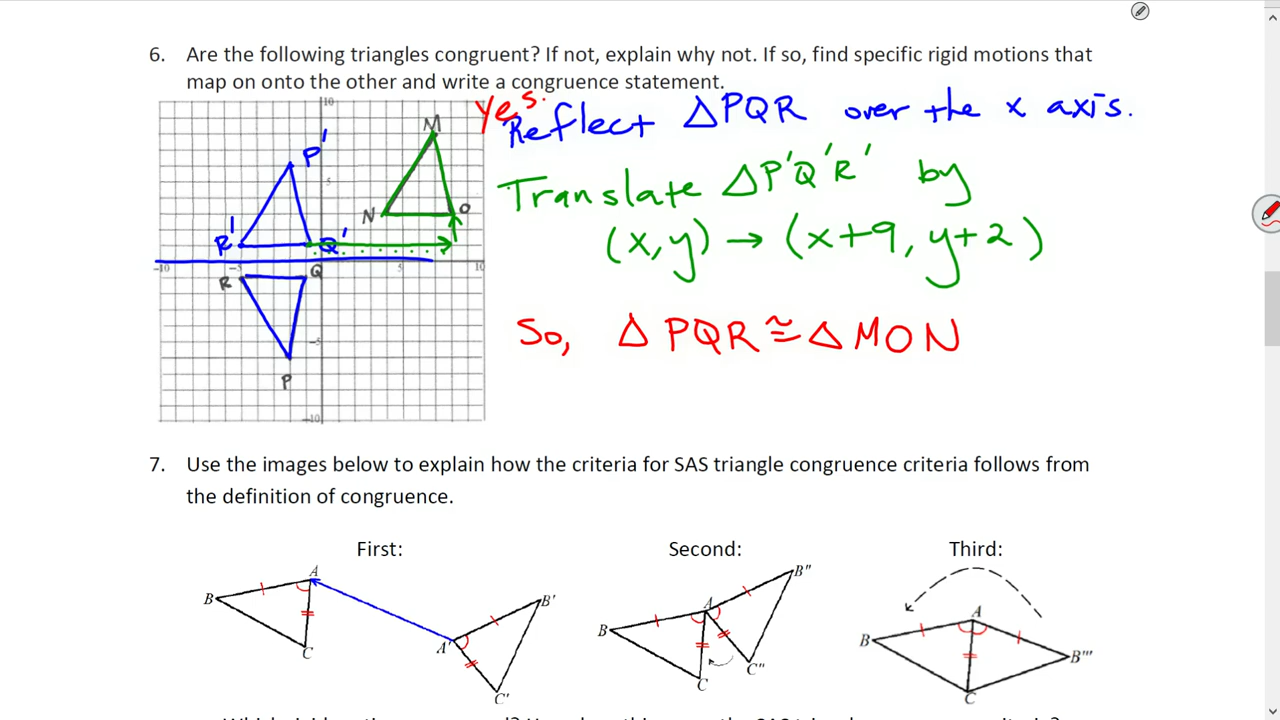 6. Are the following triangles congruent? If not, explain why not. If so, find specific rigid motions that
map on onto the other and write a congruence statement.
yes.
Reflect △PQR over the x axis.
Translate △P'Q'R' by
(x,y) → (x+9, y+2)
So, △PQR ≅ △MON
10
P'
M
5
N
O
R'
Q'
-10
-5
5
10
R
Q
-5
P
-10
7. Use the images below to explain how the criteria for SAS triangle congruence criteria follows from
the definition of congruence.
First: Second: Third:
A
B
C
A'
B'
C'
A
B
C
B"
C"
A
B
C
B'''